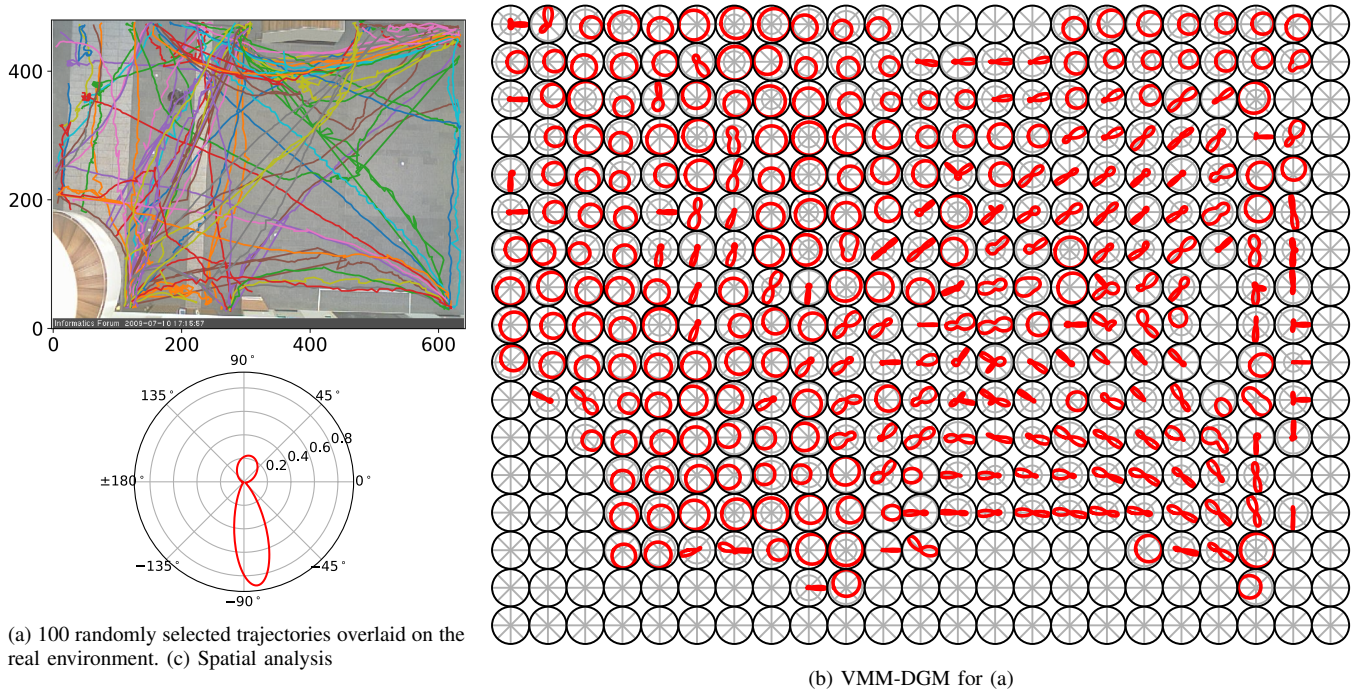 400
200
0
Informatics Forum 2009-07-10 17:15:57
0 200 400 600
90°
135° 45°
0.8
0.6
0.4
0.2
±180° 0°
−135° −45°
−90°
(a) 100 randomly selected trajectories overlaid on the
real environment. (c) Spatial analysis
(b) VMM-DGM for (a)